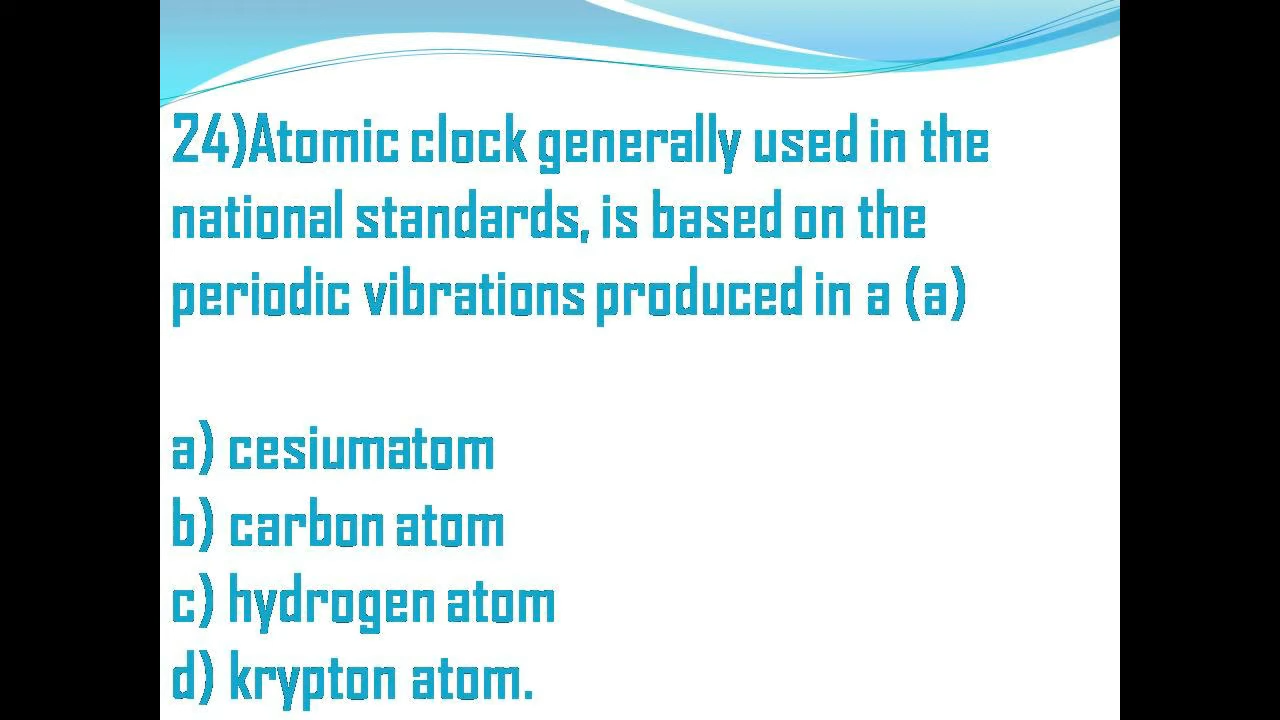 24)Atomic clock generally used in the
national standards, is based on the
periodic vibrations produced in a (a)
a) cesiumatom
b) carbon atom
c) hydrogen atom
d) krypton atom.